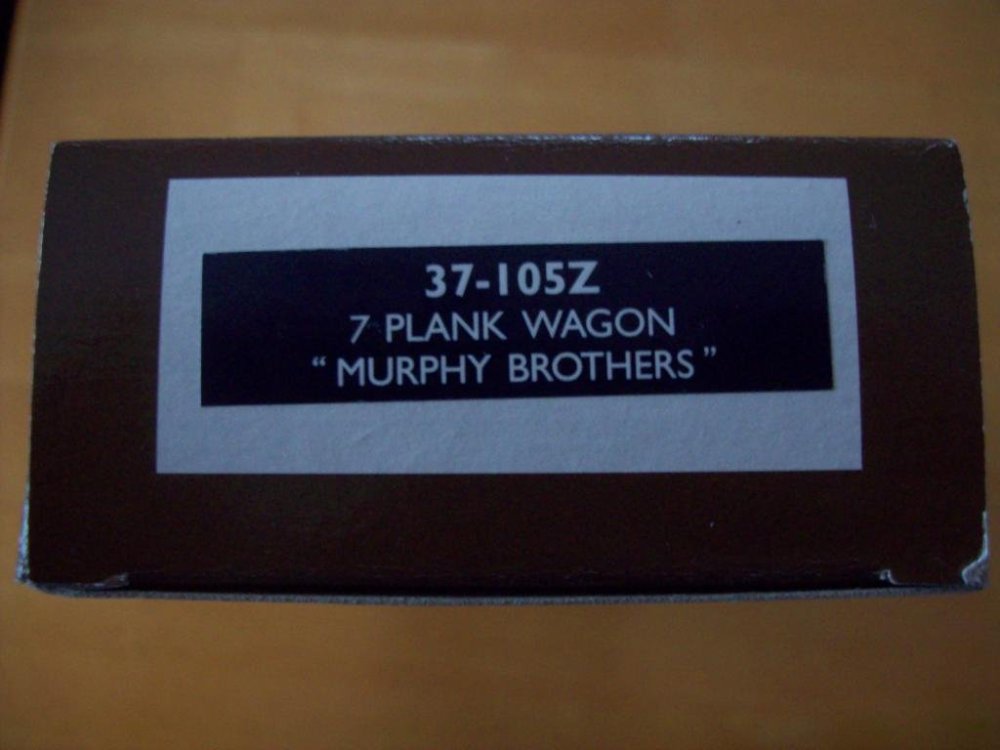 37-105Z
7 PLANK WAGON
“ MURPHY BROTHERS ”